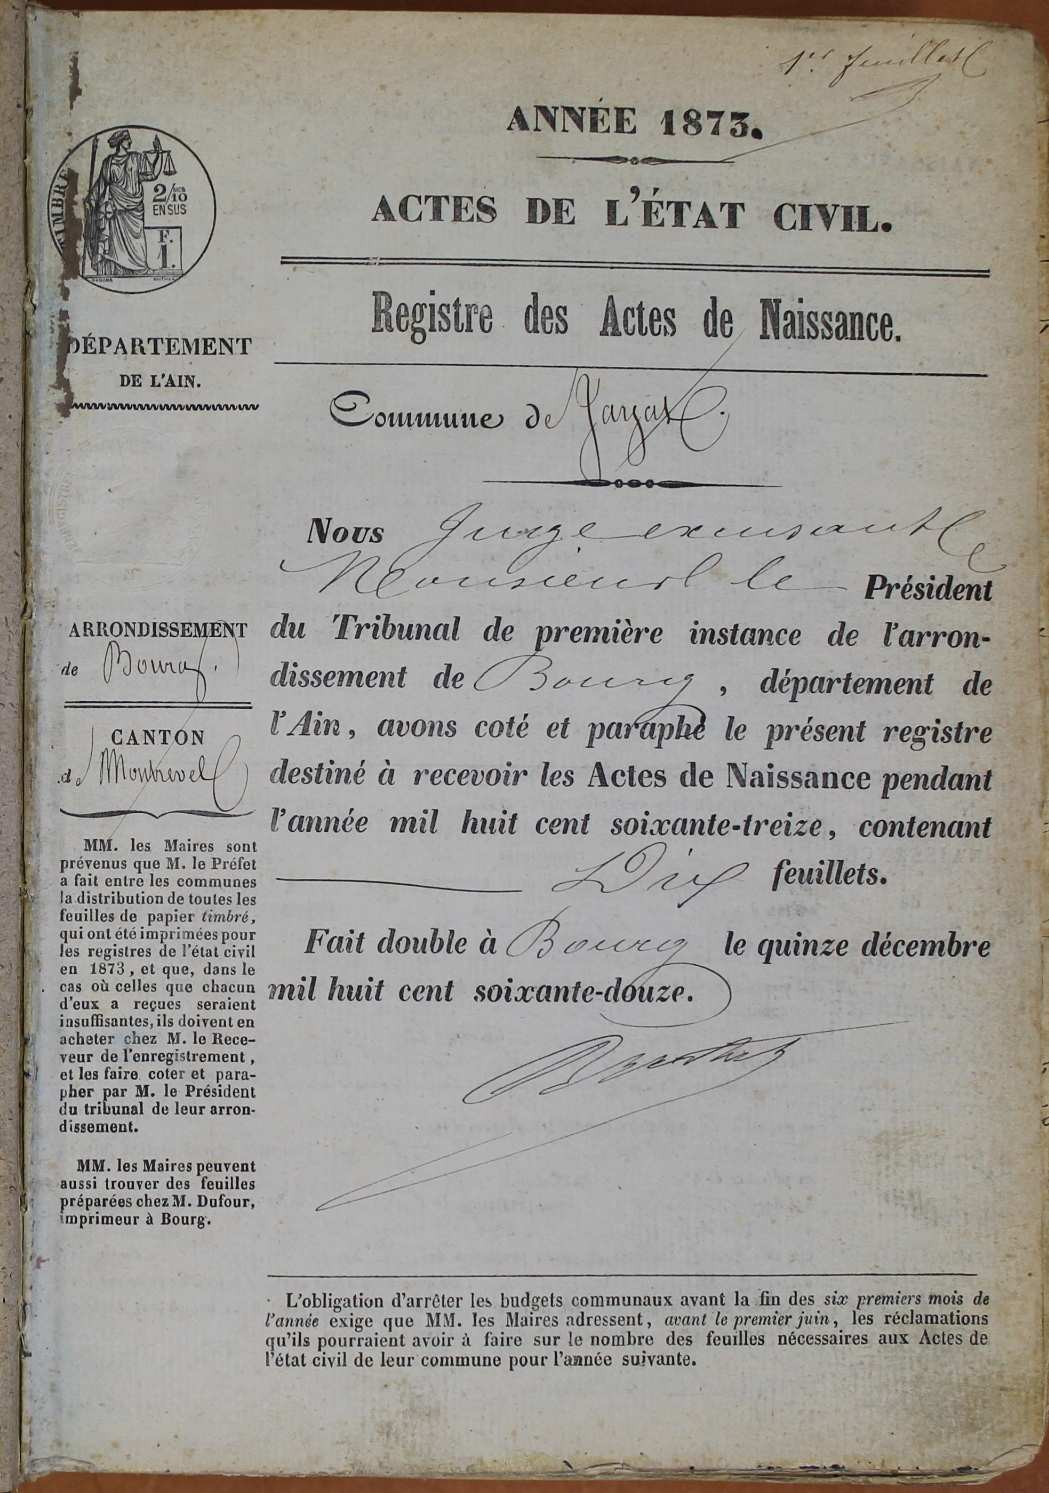 1er feuillet
ANNÉE 1873.
ACTES DE L'ÉTAT CIVIL.
Registre des Actes de Naissance.
Commune de Jayat.
TIMBRE
2/10
EN SUS
F.
1.
DÉPARTEMENT
DE L'AIN.
ARRONDISSEMENT
de Bourg.
CANTON
de Montrevel
MM. les Maires sont
prévenus que M. le Préfet
a fait entre les communes
la distribution de toutes les
feuilles de papier timbré,
qui ont été imprimées pour
les registres de l'état civil
en 1873, et que, dans le
cas où celles que chacun
d'eux a reçues seraient
insuffisantes, ils doivent en
acheter chez M. le Rece-
veur de l'enregistrement,
et les faire coter et para-
pher par M. le Président
du tribunal de leur arron-
dissement.
MM. les Maires peuvent
aussi trouver des feuilles
préparées chez M. Dufour,
imprimeur à Bourg.
Nous Juge excusant
Monsieur le Président
du Tribunal de première instance de l'arron-
dissement de Bourg, département de
l'Ain, avons coté et paraphé le présent registre
destiné à recevoir les Actes de Naissance pendant
l'année mil huit cent soixante-treize, contenant
Dix feuillets.
Fait double à Bourg le quinze décembre
mil huit cent soixante-douze.
L'obligation d'arrêter les budgets communaux avant la fin des six premiers mois de
l'année exige que MM. les Maires adressent, avant le premier juin, les réclamations
qu'ils pourraient avoir à faire sur le nombre des feuilles nécessaires aux Actes de
l'état civil de leur commune pour l'année suivante.